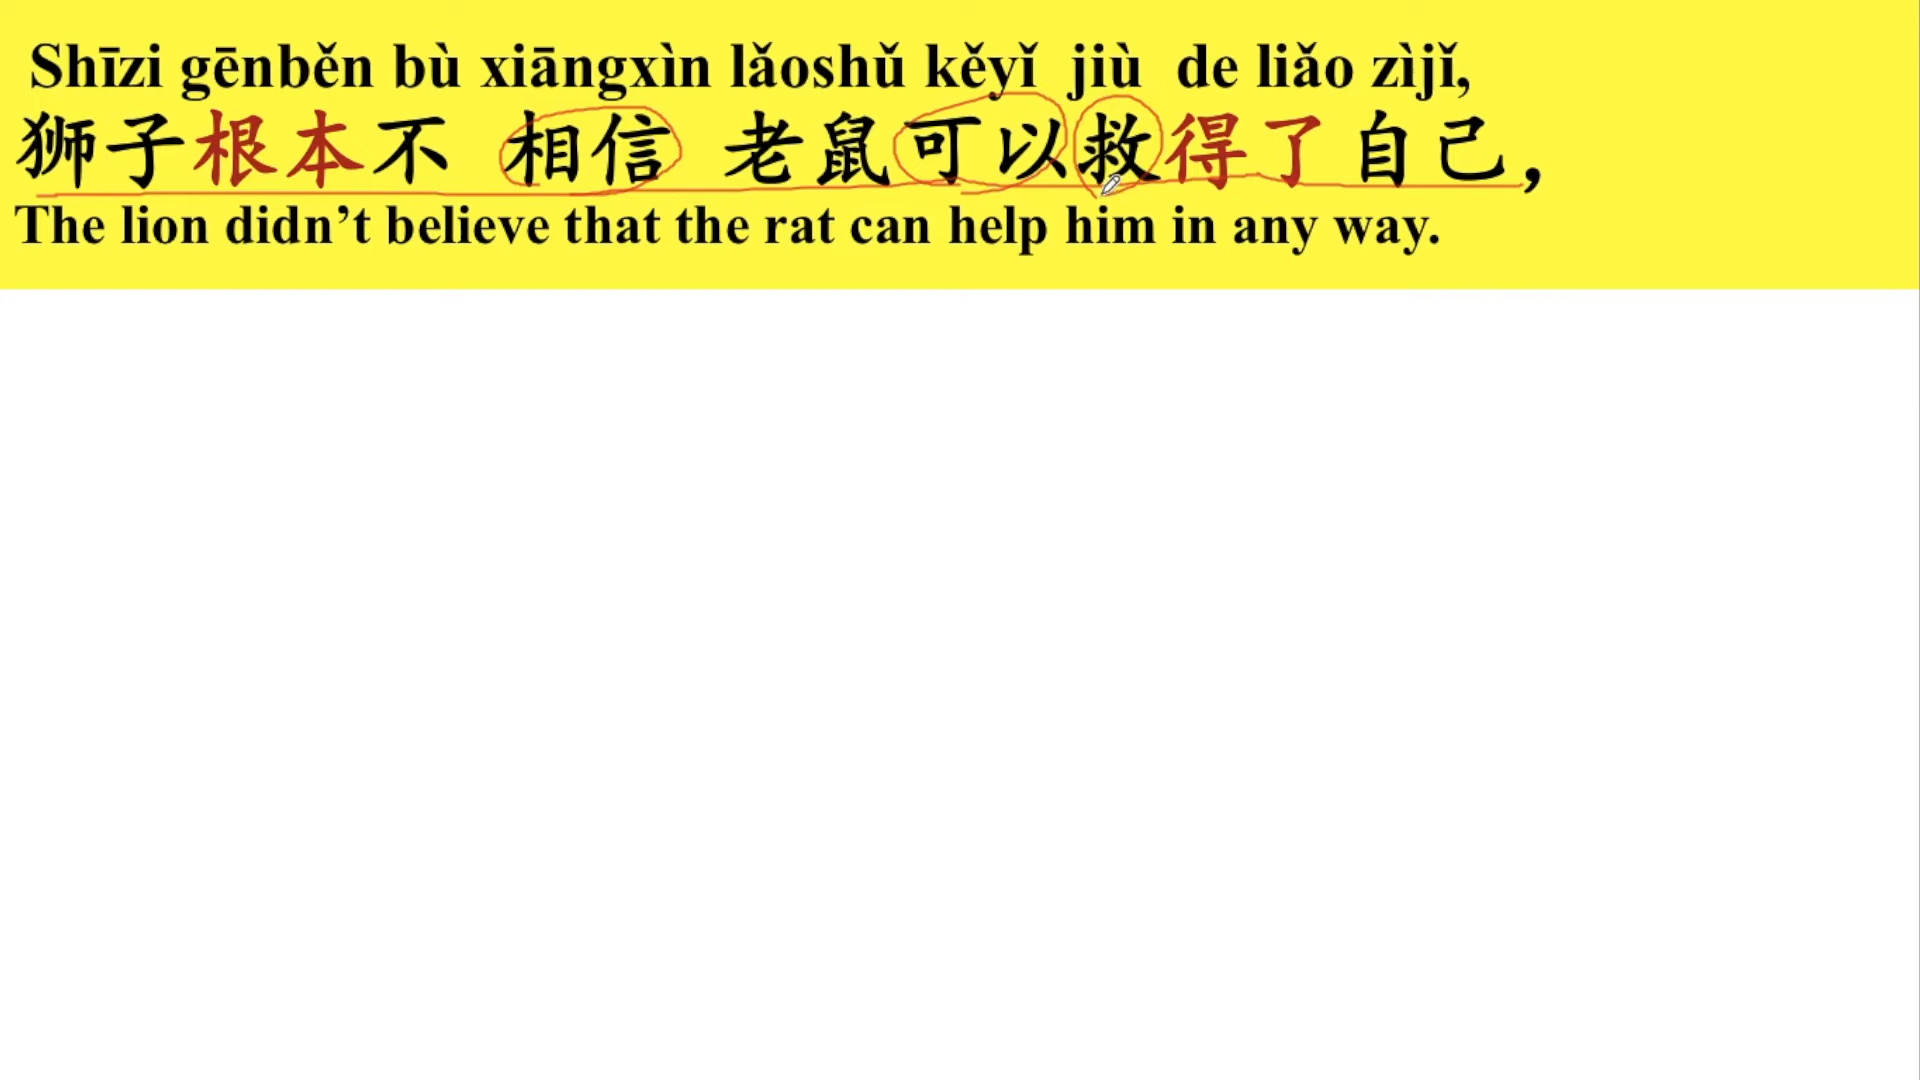 Shīzi gēnběn bù xiāngxìn lǎoshǔ kěyǐ jiù de liǎo zìjǐ,
狮子根本不 相信 老鼠可以救得了自己，
The lion didn’t believe that the rat can help him in any way.